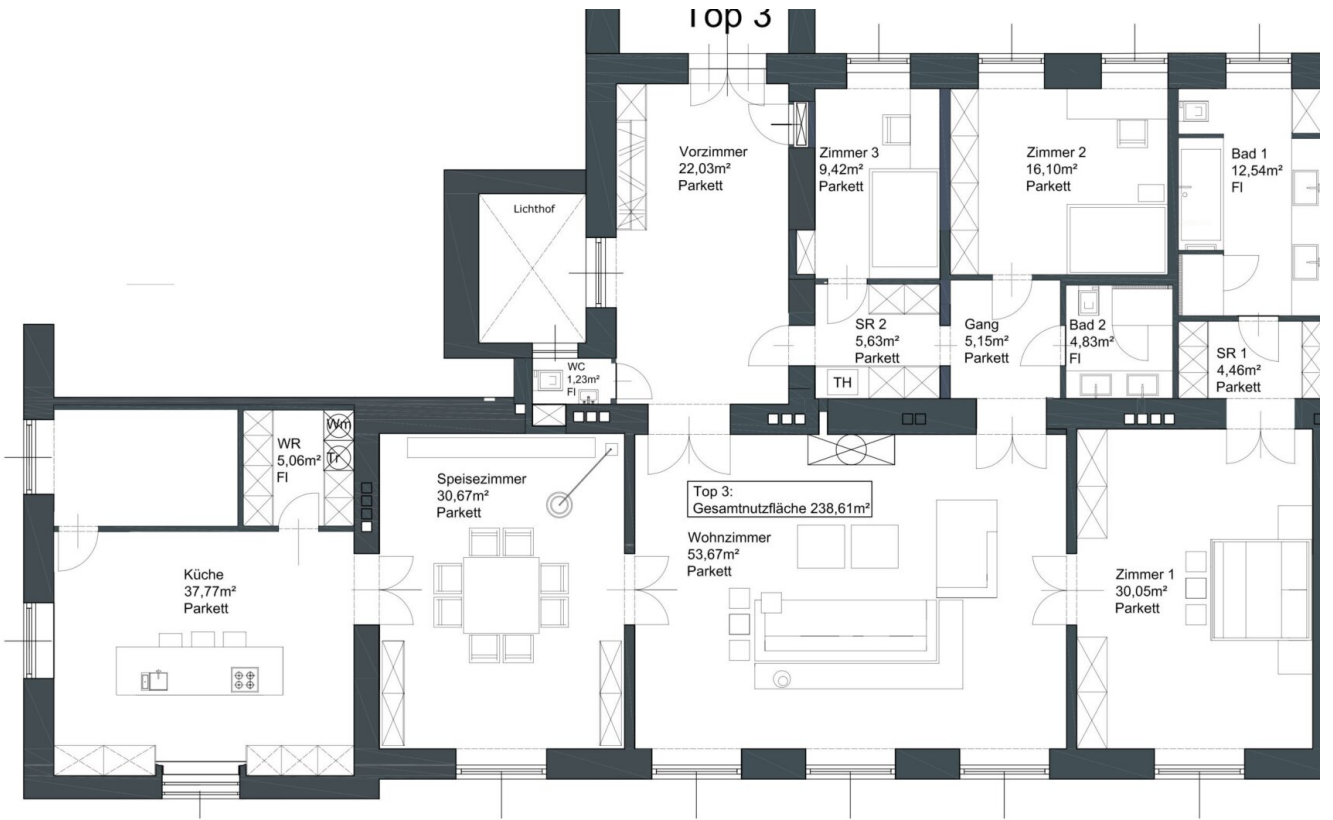 Top 3
Vorzimmer
22,03m²
Parkett
Zimmer 3
9,42m²
Parkett
Zimmer 2
16,10m²
Parkett
Bad 1
12,54m²
Fl
Lichthof
SR 2
5,63m²
Parkett
TH
Gang
5,15m²
Parkett
Bad 2
4,83m²
Fl
SR 1
4,46m²
Parkett
WC
1,23m²
Fl
WR
5,06m²
Fl
Wm
Tr
Speisezimmer
30,67m²
Parkett
Top 3:
Gesamtnutzfläche 238,61m²
Wohnzimmer
53,67m²
Parkett
Küche
37,77m²
Parkett
Zimmer 1
30,05m²
Parkett